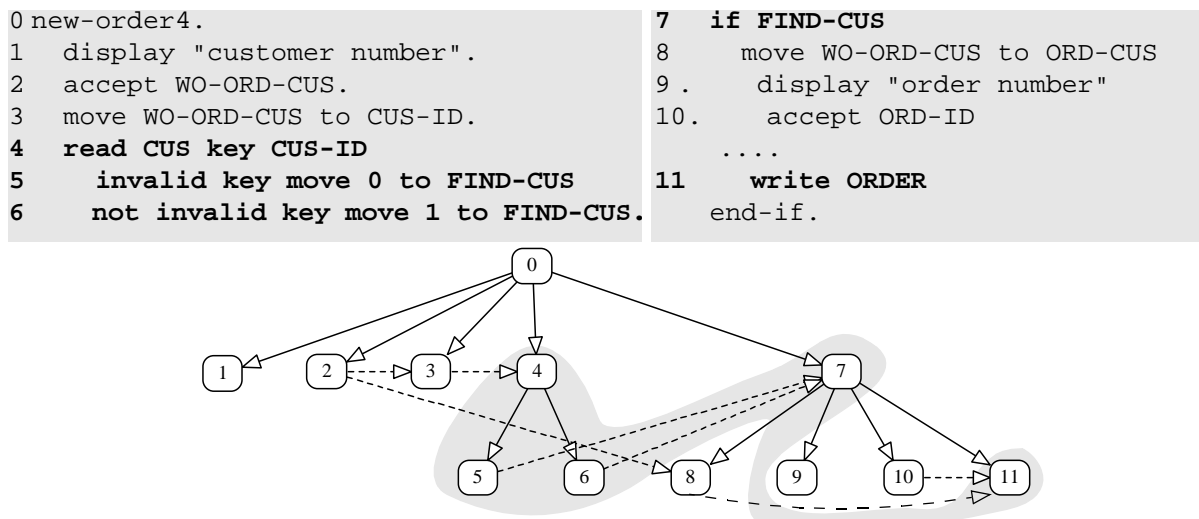 0 new-order4.
1 display "customer number".
2 accept WO-ORD-CUS.
3 move WO-ORD-CUS to CUS-ID.
4 read CUS key CUS-ID
5 invalid key move 0 to FIND-CUS
6 not invalid key move 1 to FIND-CUS.
7 if FIND-CUS
8 move WO-ORD-CUS to ORD-CUS
9 . display "order number"
10. accept ORD-ID
....
11 write ORDER
end-if.
0
1 2 3 4 7
5 6 8 9 10 11